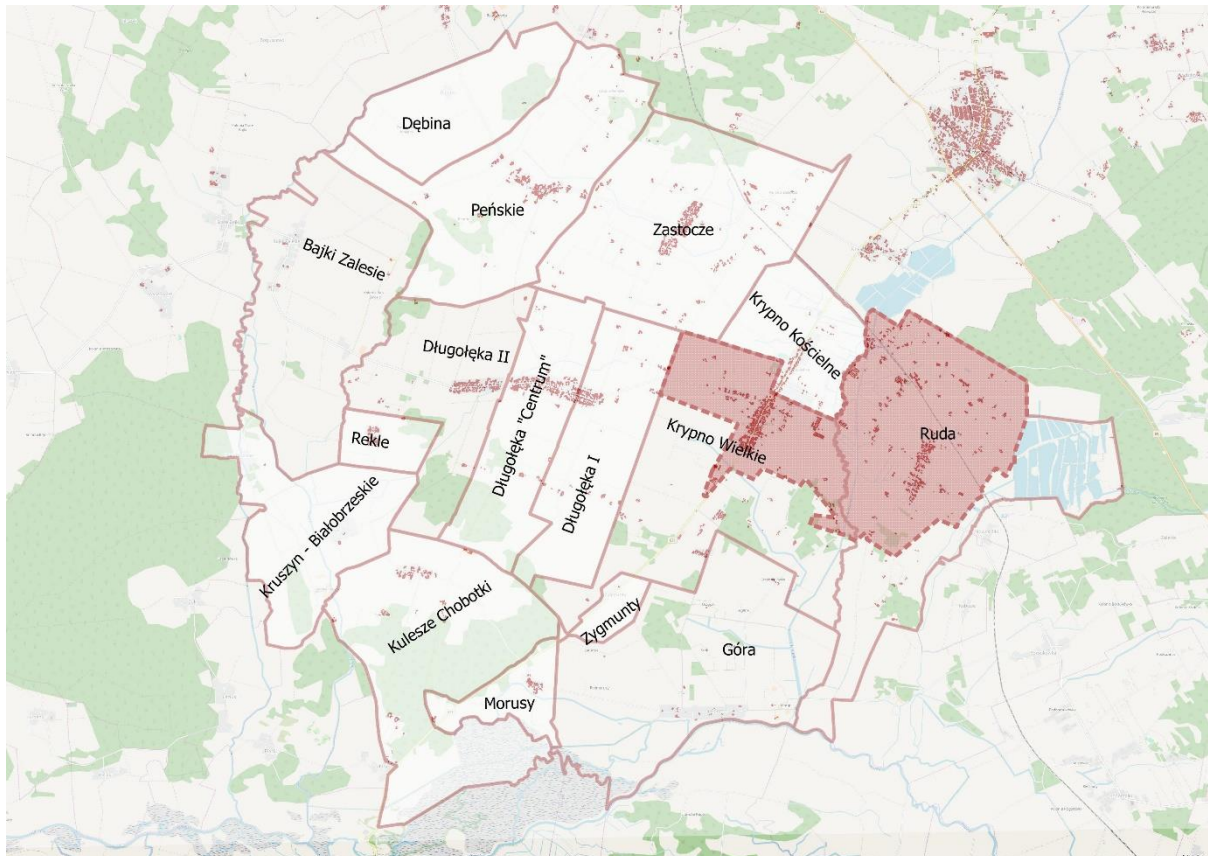 Dębina
Peńskie
Zastocze
Bajki Zalesie
Krypno Kościelne
Długołęka II
Długołęka "Centrum"
Krypno Wielkie
Ruda
Rekle
Długołęka I
Kruszyn - Białobrzeskie
Kulesze Chobotki
Zygmunty
Góra
Morusy